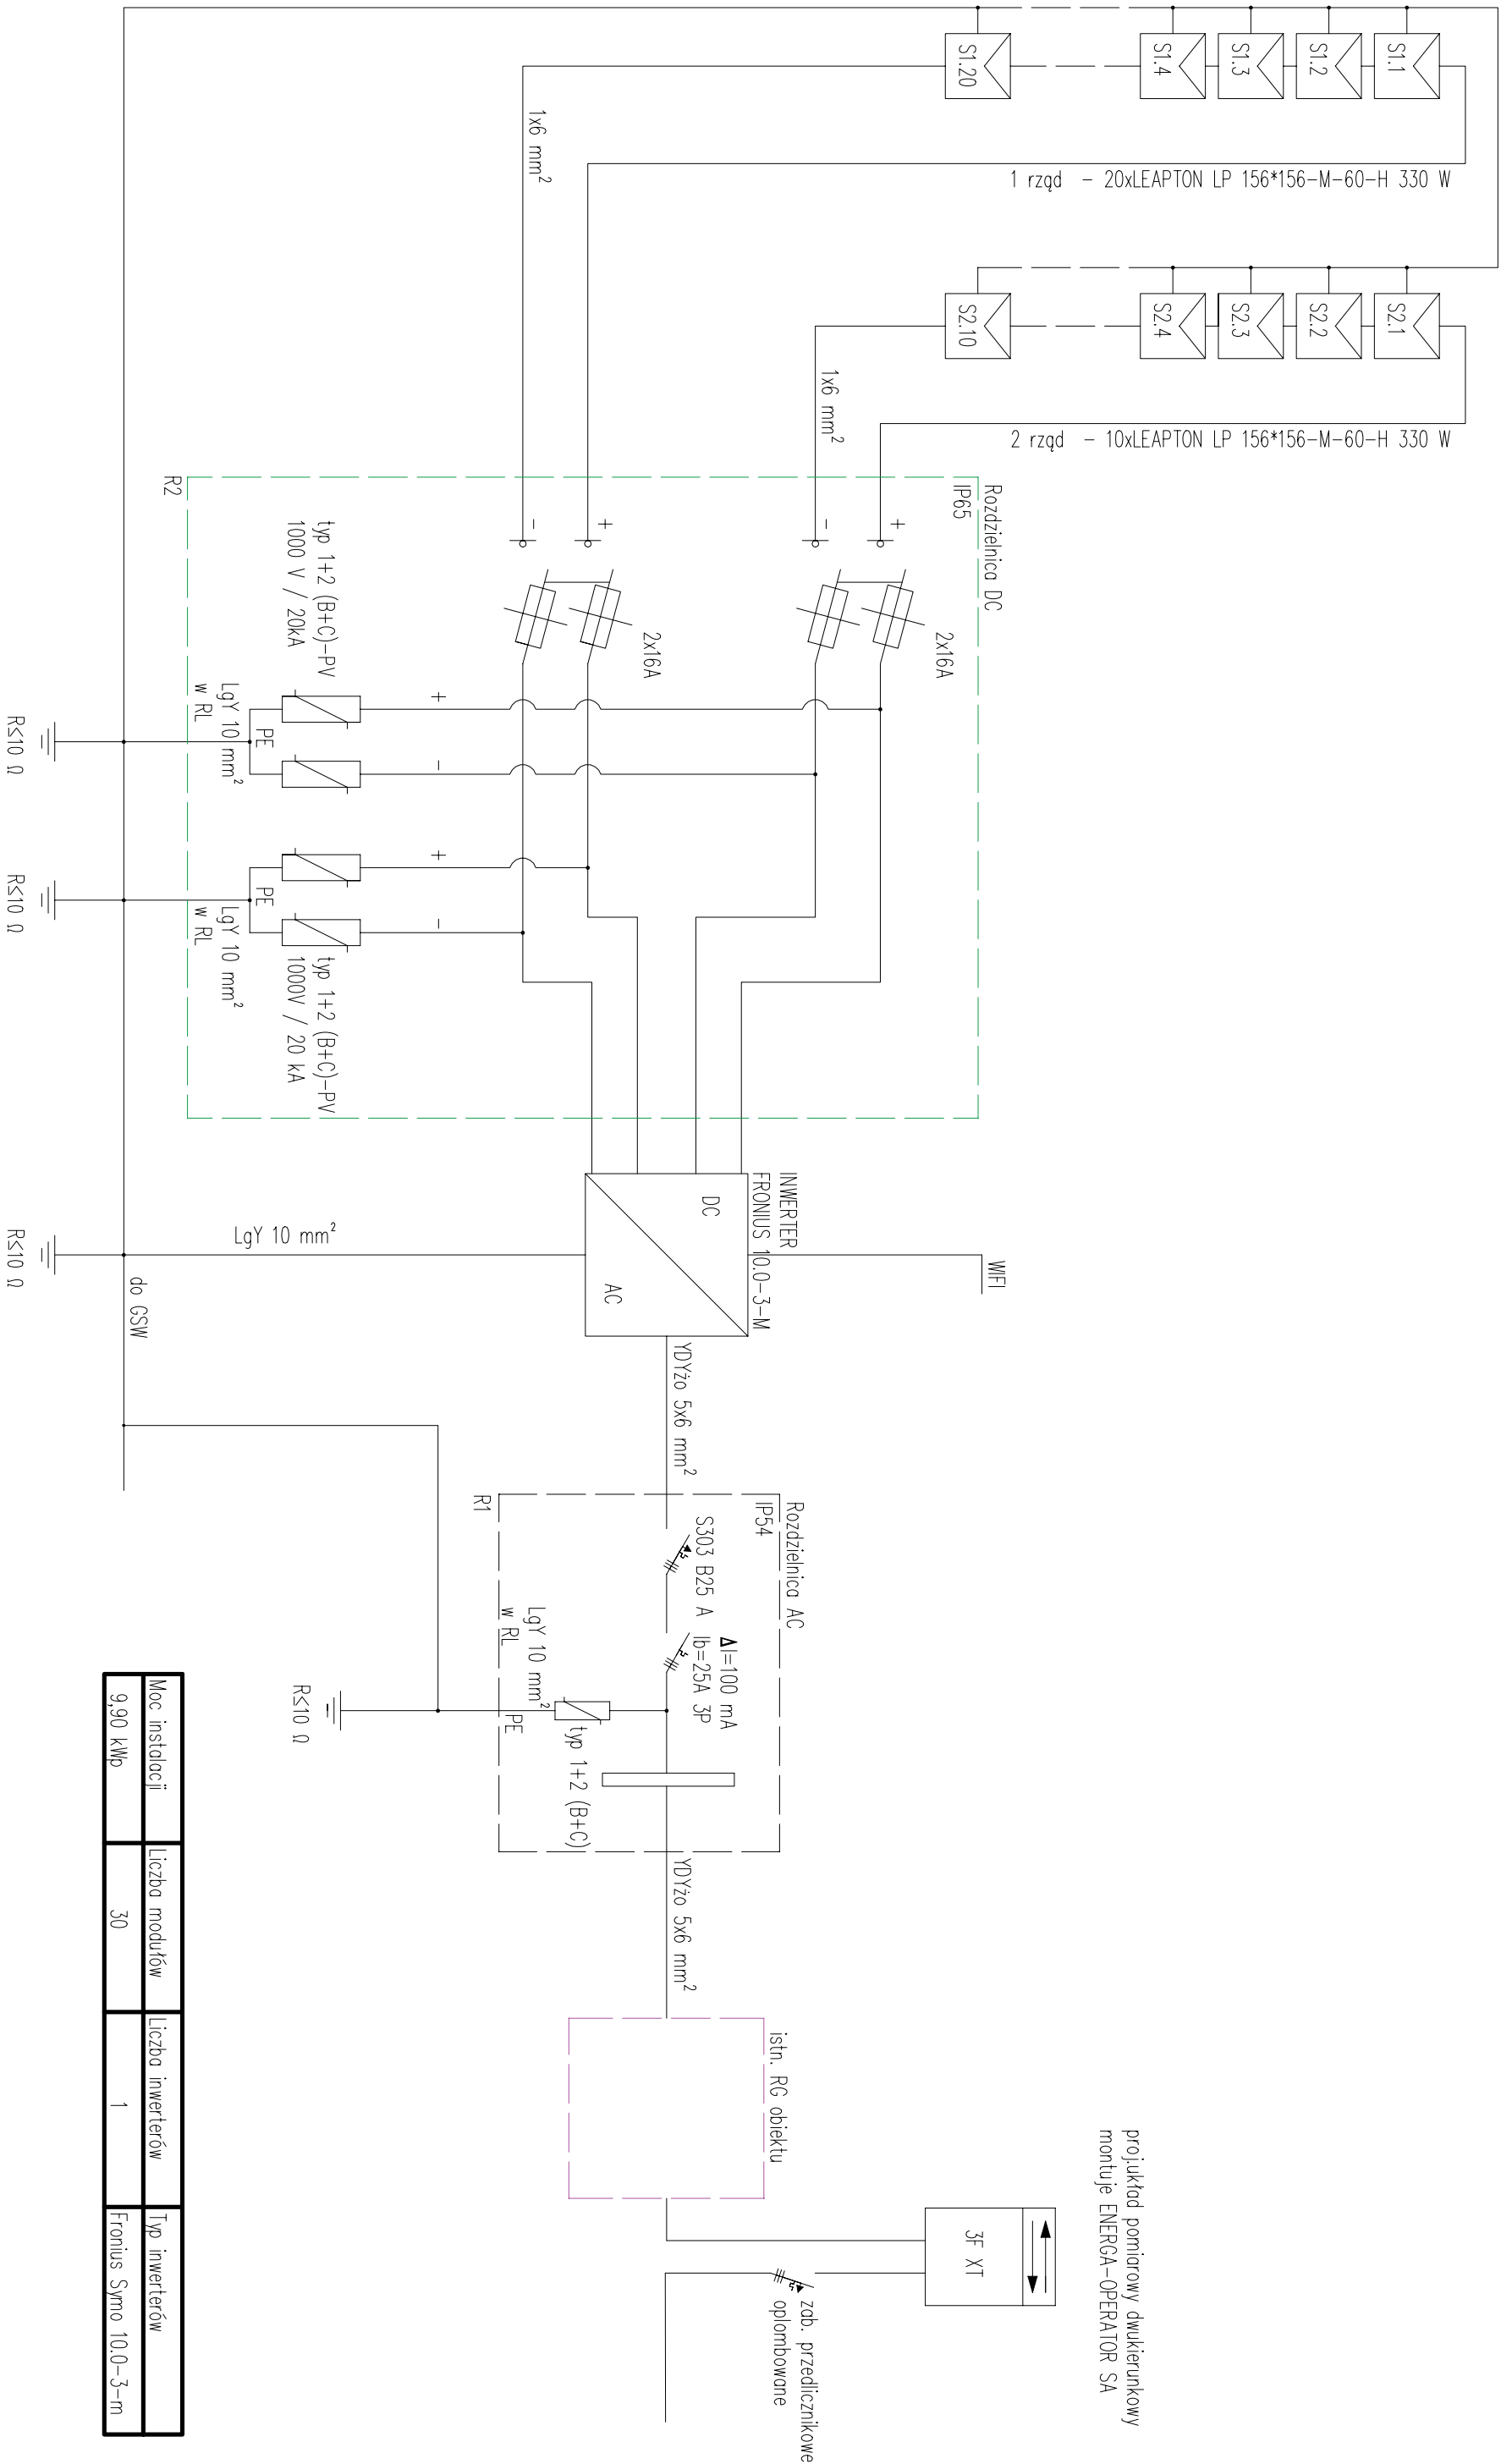 S1.20
S1.4
S1.3
S1.2
S1.1
1x6 mm²
1 rząd - 20xLEAPTON LP 156*156-M-60-H 330 W
S2.10
S2.4
S2.3
S2.2
S2.1
1x6 mm²
2 rząd - 10xLEAPTON LP 156*156-M-60-H 330 W
R2
Rozdzielnica DC
IP65
-
+
-
+
2x16A
2x16A
typ 1+2 (B+C)-PV
1000 V / 20kA
LgY 10 mm²
w RL
PE
+
-
R≤10 Ω
+
-
PE
LgY 10 mm²
w RL
typ 1+2 (B+C)-PV
1000V / 20 kA
R≤10 Ω
INWERTER
FRONIUS 10.0-3-M
DC
AC
WIFI
LgY 10 mm²
R≤10 Ω
do GSW
YDYżo 5x6 mm²
R1
Rozdzielnica AC
IP54
S303 B25 A
ΔI=100 mA
Ib=25A 3P
LgY 10 mm²
w RL
PE
typ 1+2 (B+C)
R≤10 Ω
YDYżo 5x6 mm²
istn. RG obiektu
3F XT
proj.układ pomiarowy dwukierunkowy
montuje ENERGA-OPERATOR SA
zab. przedlicznikowe
oplombowane
Moc instalacji
Liczba modułów
Liczba inwerterów
Typ inwerterów
9,90 kWp
30
1
Fronius Symo 10.0-3-m